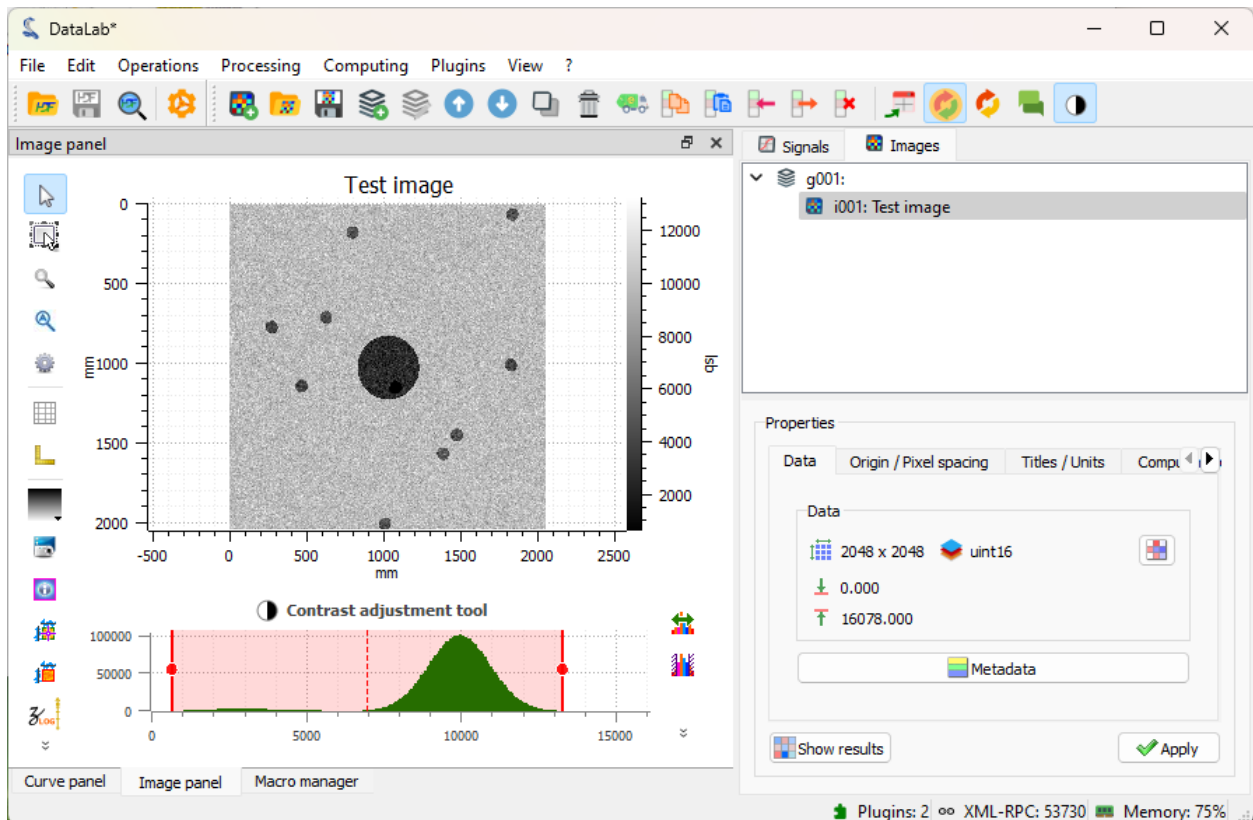 DataLab*
File Edit Operations Processing Computing Plugins View ?
Image panel
Signals Images
g001:
i001: Test image
Test image
0
500
1000
1500
2000
mm
-500 0 500 1000 1500 2000 2500
mm
12000
10000
8000
6000
4000
2000
lsb
Contrast adjustment tool
100000
50000
0
0 5000 10000 15000
LOG
Curve panel Image panel Macro manager
Properties
Data Origin / Pixel spacing Titles / Units
Data
2048 x 2048 uint16
0.000
16078.000
Metadata
Show results Apply
Plugins: 2 XML-RPC: 53730 Memory: 75%